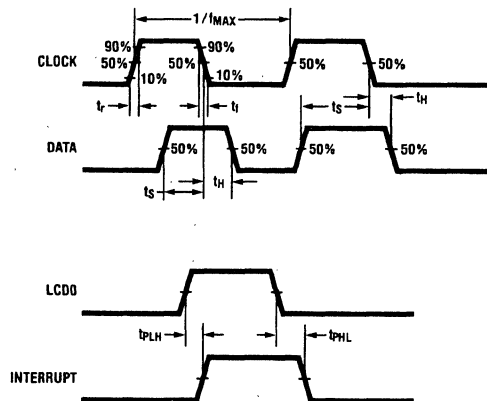 1/fMAX
90%
90%
CLOCK
50%
50%
50%
50%
10%
10%
tr
tf
tS
tH
DATA
50%
50%
50%
50%
tS
tH
LCD0
tPLH
tPHL
INTERRUPT